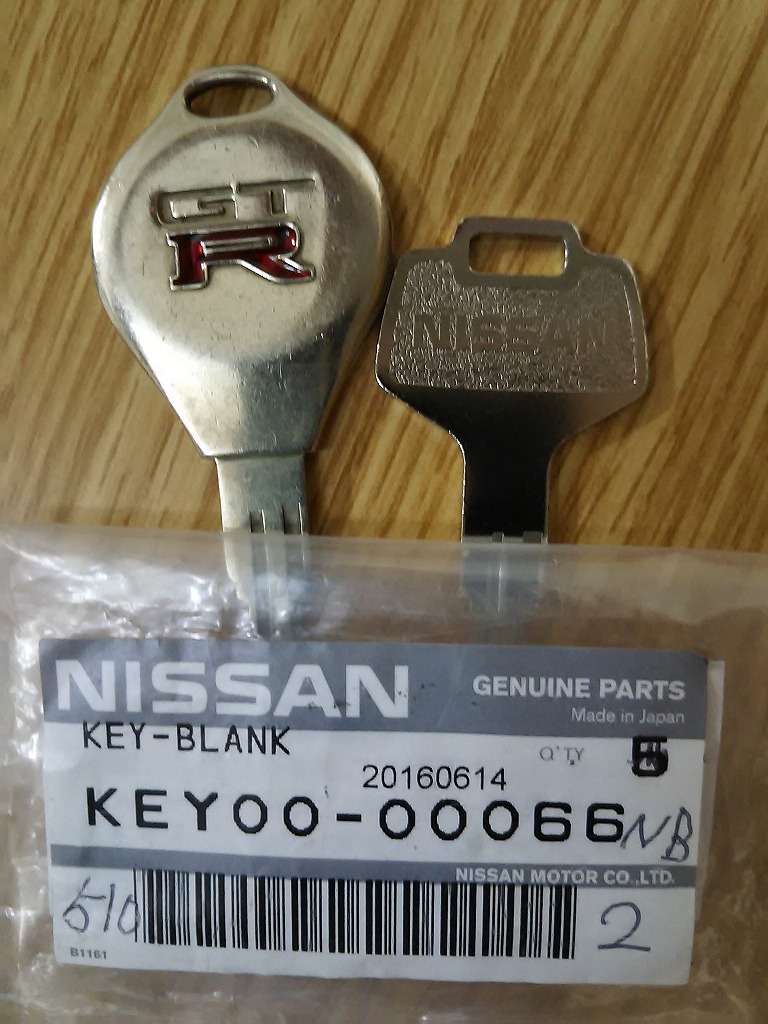 GT
R
NISSAN
NISSAN
GENUINE PARTS
Made in Japan
KEY-BLANK
Q'TY
20160614
KEY00-00066 NB
NISSAN MOTOR CO.,LTD.
510
2
B1161